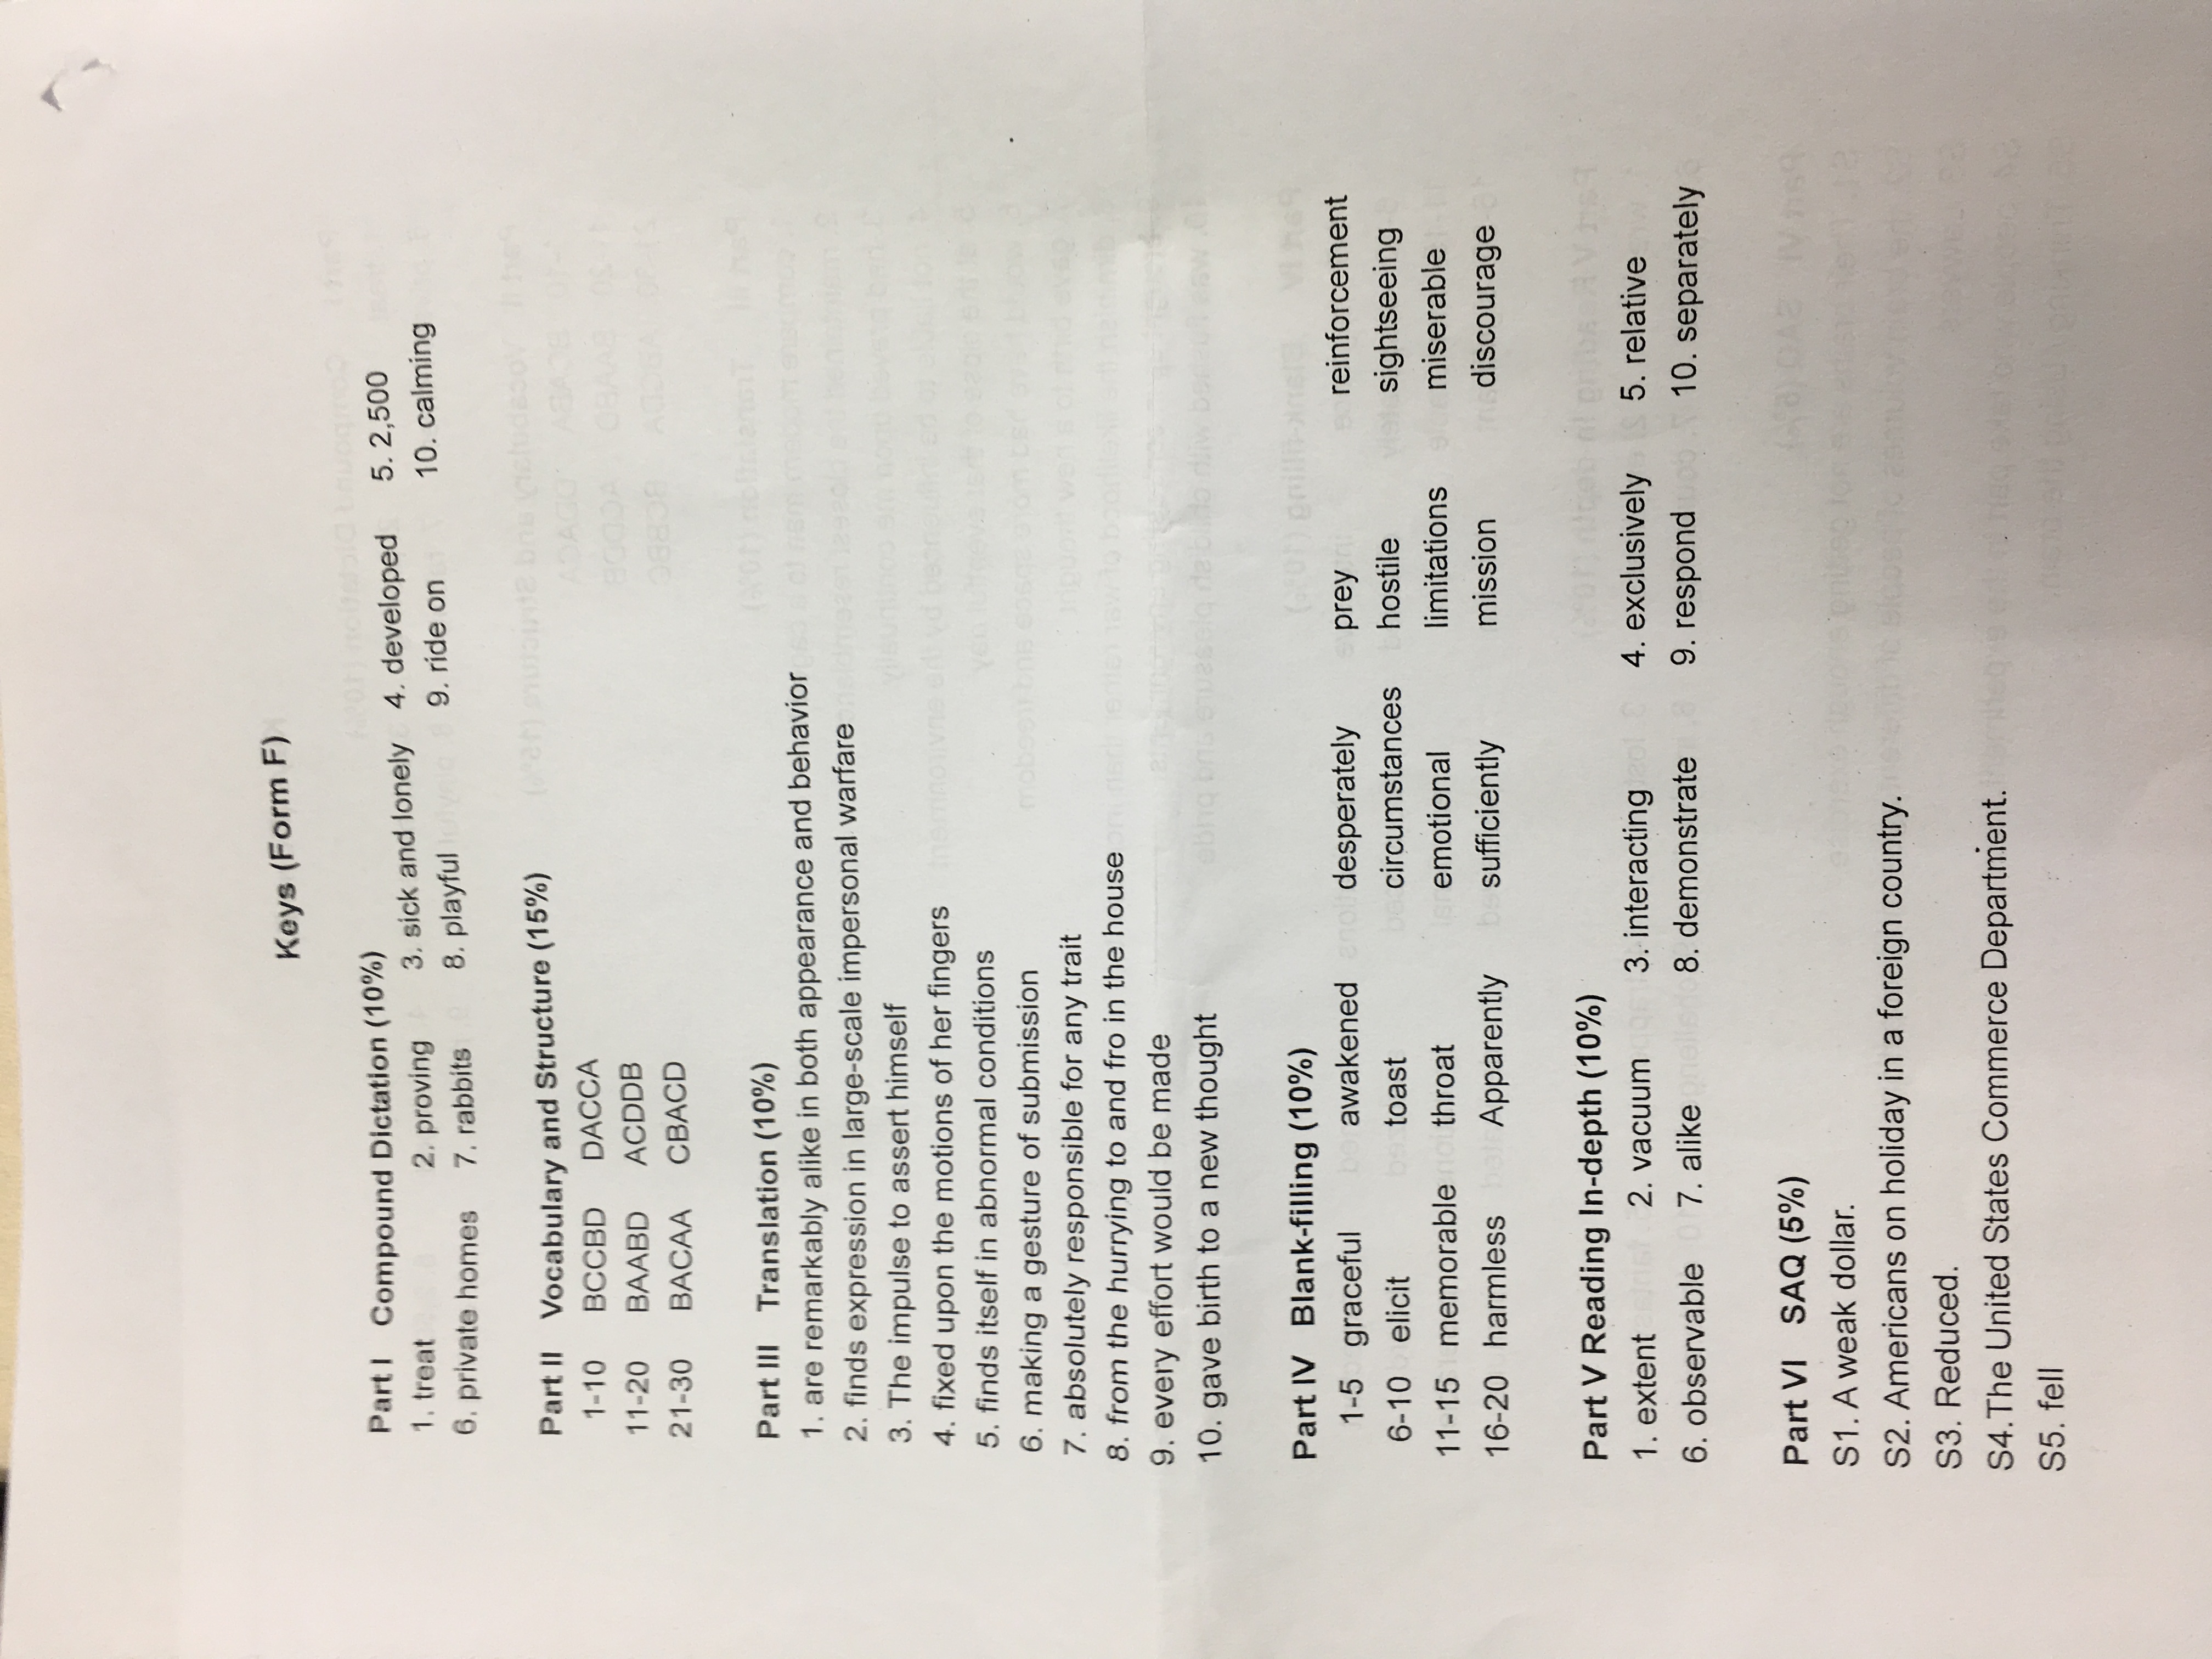 Keys (Form F)
Part I Compound Dictation (10%)
1. treat 2. proving 3. sick and lonely 4. developed 5. 2,500
6. private homes 7. rabbits 8. playful 9. ride on 10. calming
Part II Vocabulary and Structure (15%)
1-10 BCCBD DACCA
11-20 BAABD ACDDB
21-30 BACAA CBACD
Part III Translation (10%)
1. are remarkably alike in both appearance and behavior
2. finds expression in large-scale impersonal warfare
3. The impulse to assert himself
4. fixed upon the motions of her fingers
5. finds itself in abnormal conditions
6. making a gesture of submission
7. absolutely responsible for any trait
8. from the hurrying to and fro in the house
9. every effort would be made
10. gave birth to a new thought
Part IV Blank-filling (10%)
1-5 graceful awakened desperately prey reinforcement
6-10 elicit toast circumstances hostile sightseeing
11-15 memorable throat emotional limitations miserable
16-20 harmless Apparently sufficiently mission discourage
Part V Reading In-depth (10%)
1. extent 2. vacuum 3. interacting 4. exclusively 5. relative
6. observable 7. alike 8. demonstrate 9. respond 10. separately
Part VI SAQ (5%)
S1. A weak dollar.
S2. Americans on holiday in a foreign country.
S3. Reduced.
S4.The United States Commerce Department.
S5. fell